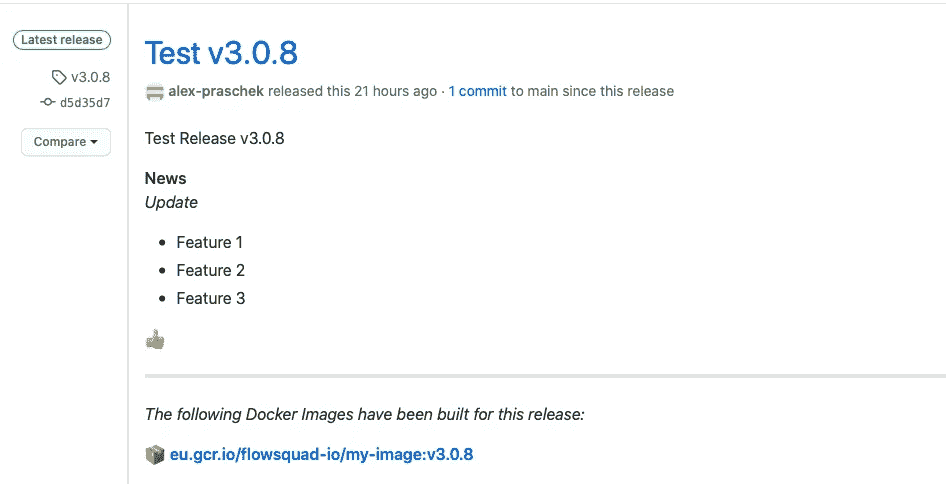 Latest release
v3.0.8
d5d35d7
Compare
Test v3.0.8
alex-praschek released this 21 hours ago · 1 commit to main since this release
Test Release v3.0.8
News
Update
• Feature 1
• Feature 2
• Feature 3
The following Docker Images have been built for this release:
eu.gcr.io/flowsquad-io/my-image:v3.0.8